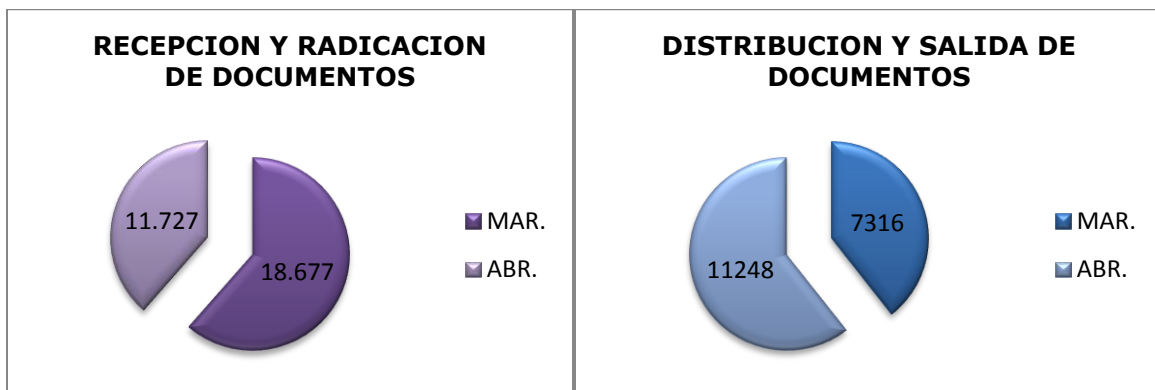 RECEPCION Y RADICACION
DE DOCUMENTOS
11.727
18.677
MAR.
ABR.
DISTRIBUCION Y SALIDA DE
DOCUMENTOS
7316
11248
MAR.
ABR.